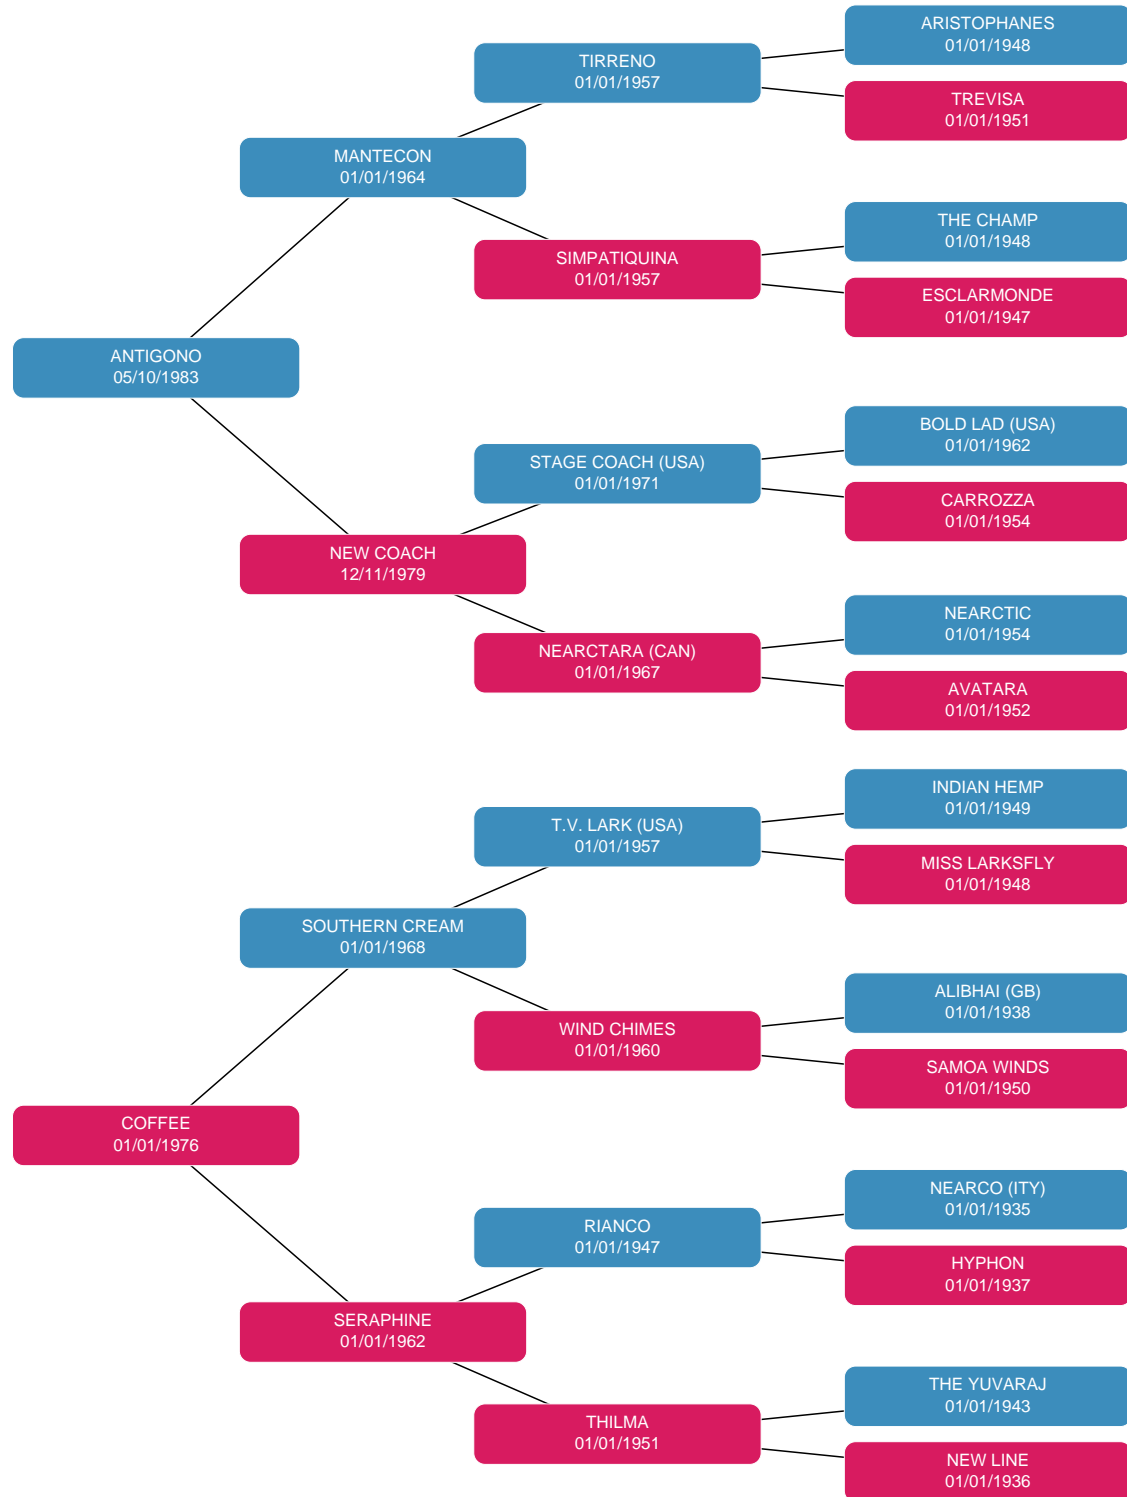 ARISTOPHANES
01/01/1948
TIRRENO
01/01/1957
TREVISA
01/01/1951
MANTECON
01/01/1964
THE CHAMP
01/01/1948
SIMPATIQUINA
01/01/1957
ESCLARMONDE
01/01/1947
ANTIGONO
05/10/1983
BOLD LAD (USA)
01/01/1962
STAGE COACH (USA)
01/01/1971
CARROZZA
01/01/1954
NEW COACH
12/11/1979
NEARCTIC
01/01/1954
NEARCTARA (CAN)
01/01/1967
AVATARA
01/01/1952
INDIAN HEMP
01/01/1949
T.V. LARK (USA)
01/01/1957
MISS LARKSFLY
01/01/1948
SOUTHERN CREAM
01/01/1968
ALIBHAI (GB)
01/01/1938
WIND CHIMES
01/01/1960
SAMOA WINDS
01/01/1950
COFFEE
01/01/1976
NEARCO (ITY)
01/01/1935
RIANCO
01/01/1947
HYPHON
01/01/1937
SERAPHINE
01/01/1962
THE YUVARAJ
01/01/1943
THILMA
01/01/1951
NEW LINE
01/01/1936